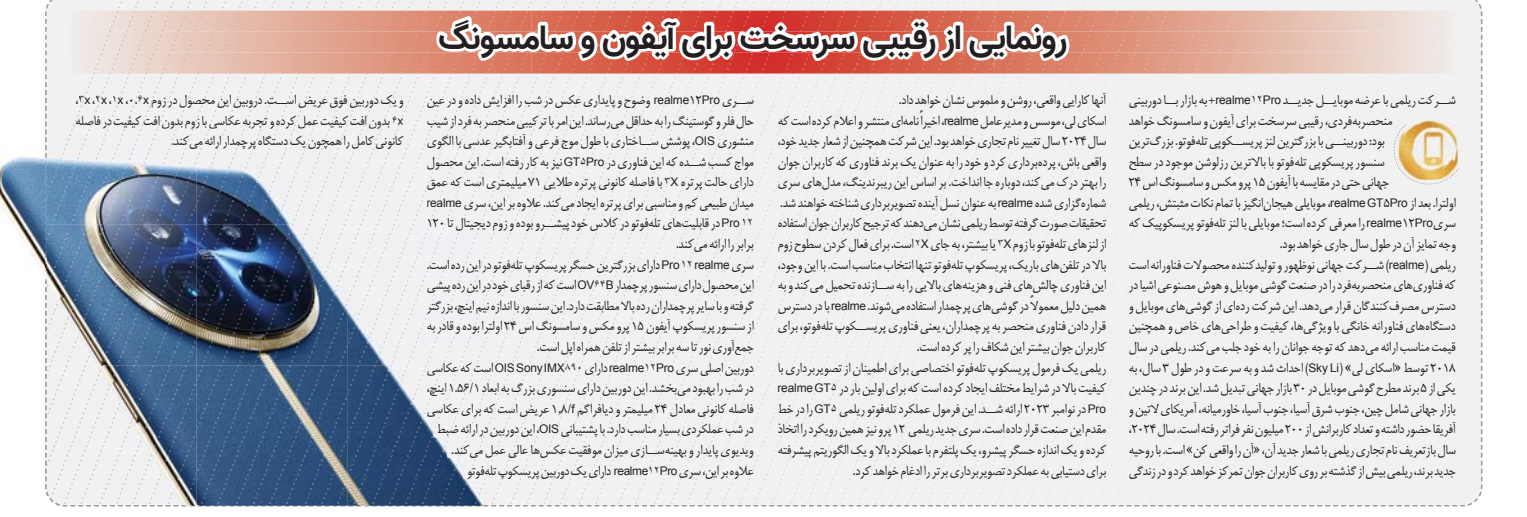 رونمایی از رقیبی سرسخت برای آیفون و سامسونگ
شرکت ریلمی با عرضه موبایل جدید realme۱۲Pro+ به بازار با دوربینی
منحصربه‌فردی، رقیبی سرسخت برای آیفون و سامسونگ خواهد
بود: دوربینی با بزرگترین لنز پریسکوپی تله‌فوتو. بزرگ‌ترین
سنسور پریسکوپی تله‌فوتو با بالاترین رزلوشن موجود در سطح
جهانی حتی در مقایسه با آیفون ۱۵ پرو مکس و سامسونگ اس ۲۴
اولترا. بعد از realme GT۵Pro، موبایلی هیجان‌انگیز با تمام نکات مثبتش، ریلمی
سری realme۱۲Pro را معرفی کرده است؛ موبایلی با لنز تله‌فوتو پریسکوپیک که
وجه تمایز آن در طول سال جاری خواهد بود.
ریلمی (realme) شرکت جهانی نوظهور و تولیدکننده محصولات فناورانه است
که فناوری‌های منحصربه‌فرد را در صنعت گوشی موبایل و هوش مصنوعی اشیا در
دسترس مصرف کنندگان قرار می‌دهد. این شرکت رده‌ای از گوشی‌های موبایل و
دستگاه‌های فناورانه خانگی با ویژگی‌ها، کیفیت و طراحی‌های خاص و همچنین
قیمت مناسب ارائه می‌دهد که توجه جوانان را به خود جلب می‌کند. ریلمی در سال
۲۰۱۸ توسط «اسکای لی» (Sky Li) احداث شد و به سرعت و در طول ۳ سال، به
یکی از ۵ برند مطرح گوشی موبایل در ۳۰ بازار جهانی تبدیل شد. این برند در چندین
بازار جهانی شامل چین، جنوب شرق آسیا، جنوب آسیا، خاورمیانه، آمریکای لاتین و
آفریقا حضور داشته و تعداد کاربرانش از ۲۰۰ میلیون نفر فراتر رفته است. سال ۲۰۲۴،
سال بازتعریف نام تجاری ریلمی با شعار جدید آن، «آن را واقعی کن» است. با روحیه
جدید برند، ریلمی بیش از گذشته بر روی کاربران جوان تمرکز خواهد کرد و در زندگی
آنها کارایی واقعی، روشن و ملموس نشان خواهد داد.
اسکای لی، موسس و مدیرعامل realme، اخیراً نامه‌ای منتشر و اعلام کرده است که
سال ۲۰۲۴ سال تغییر نام تجاری خواهد بود. این شرکت همچنین از شعار جدید خود،
واقعی باش، پرده‌برداری کرد و خود را به عنوان یک برند فناوری که کاربران جوان
را بهتر درک می کند، دوباره جا انداخت. بر اساس این ریبرندینگ، مدل‌های سری
شماره‌گزاری شده realme به عنوان نسل آینده تصویربرداری شناخته خواهند شد.
تحقیقات صورت گرفته توسط ریلمی نشان می‌دهند که ترجیح کاربران جوان استفاده
از لنز های تله‌فوتو با زوم ۳X یا بیشتر، به جای ۲X است. برای فعال کردن سطوح زوم
بالا در تلفن‌های باریک، پریسکوپ تله‌فوتو تنها انتخاب مناسب است. با این وجود،
این فناوری چالش‌های فنی و هزینه‌های بالایی را به سازنده تحمیل می‌کند و به
همین دلیل معمولاً در گوشی‌های پرچمدار استفاده می‌شوند. realme با در دسترس
قرار دادن فناوری منحصر به پرچمداران، یعنی فناوری پریسکوپ تله‌فوتو، برای
کاربران جوان بیشتر این شکاف را پر کرده است.
ریلمی یک فرمول پریسکوپ تله‌فوتو اختصاصی برای اطمینان از تصویربرداری با
کیفیت بالا در شرایط مختلف ایجاد کرده است که برای اولین بار در realme GT۵
Pro در نوامبر ۲۰۲۳ ارائه شد. این فرمول عملکرد تله‌فوتو ریلمی GT۵ را در خط
مقدم این صنعت قرار داده است. سری جدید ریلمی ۱۲ پرو نیز همین رویکرد را اتخاذ
کرده و یک اندازه حسگر پیشرو، یک پلتفرم با عملکرد بالا و یک الگوریتم پیشرفته
برای دستیابی به عملکرد تصویربرداری برتر را ادغام خواهد کرد.
سری realme۱۲Pro وضوح و پایداری عکس در شب را افزایش داده و در عین
حال فلر و گوستینگ را به حداقل می‌رساند. این امر با ترکیبی منحصر به فرد از شیب
منشوری OIS، پوشش ساختاری با طول موج فرعی و آفتابگیر عدسی با الگوی
مواج کسب شده که این فناوری در GT۵Pro نیز به کار رفته است. این محصول
دارای حالت پرتره ۳X با فاصله کانونی پرتره طلایی ۷۱ میلیمتری است که عمق
میدان طبیعی کم و مناسبی برای پرتره ایجاد می‌کند. علاوه بر این، سری realme
۱۲ Pro در قابلیت‌های تله‌فوتو در کلاس خود پیشرو بوده و زوم دیجیتال تا ۱۲۰
برابر را ارائه می کند.
سری realme ۱۲ Pro دارای بزرگترین حسگر پریسکوپ تله‌فوتو در این رده است.
این محصول دارای سنسور پرچمدار OV۶۴B است که از رقبای خود در این رده پیشی
گرفته و با سایر پرچمداران رده بالا مطابقت دارد. این سنسور با اندازه نیم اینچ، بزرگتر
از سنسور پریسکوپ آیفون ۱۵ پرو مکس و سامسونگ اس ۲۴ اولترا بوده و قادر به
جمع‌آوری نور تا سه برابر بیشتر از تلفن همراه اپل است.
دوربین اصلی سری realme۱۲Pro دارای OIS Sony IMX۸۹۰ است که عکاسی
در شب را بهبود می‌بخشد. این دوربین دارای سنسوری بزرگ به ابعاد ۱/۱.۵۶ اینچ،
فاصله کانونی معادل ۲۴ میلیمتر و دیافراگم ۱.۸/f عریض است که برای عکاسی
در شب عملکردی بسیار مناسب دارد. با پشتیبانی OIS، این دوربین در ارائه ضبط
ویدیوی پایدار و بهینه‌سازی میزان موفقیت عکس‌ها عالی عمل می‌کند.
علاوه بر این، سری realme۱۲Pro دارای یک دوربین پریسکوپ تله‌فوتو
و یک دوربین فوق عریض است. دروبین این محصول در زوم ۰.۶x، ۱x، ۲x، ۳x،
۶x بدون افت کیفیت عمل کرده و تجربه عکاسی با زوم بدون افت کیفیت در فاصله
کانونی کامل را همچون یک دستگاه پرچمدار ارائه می‌کند.